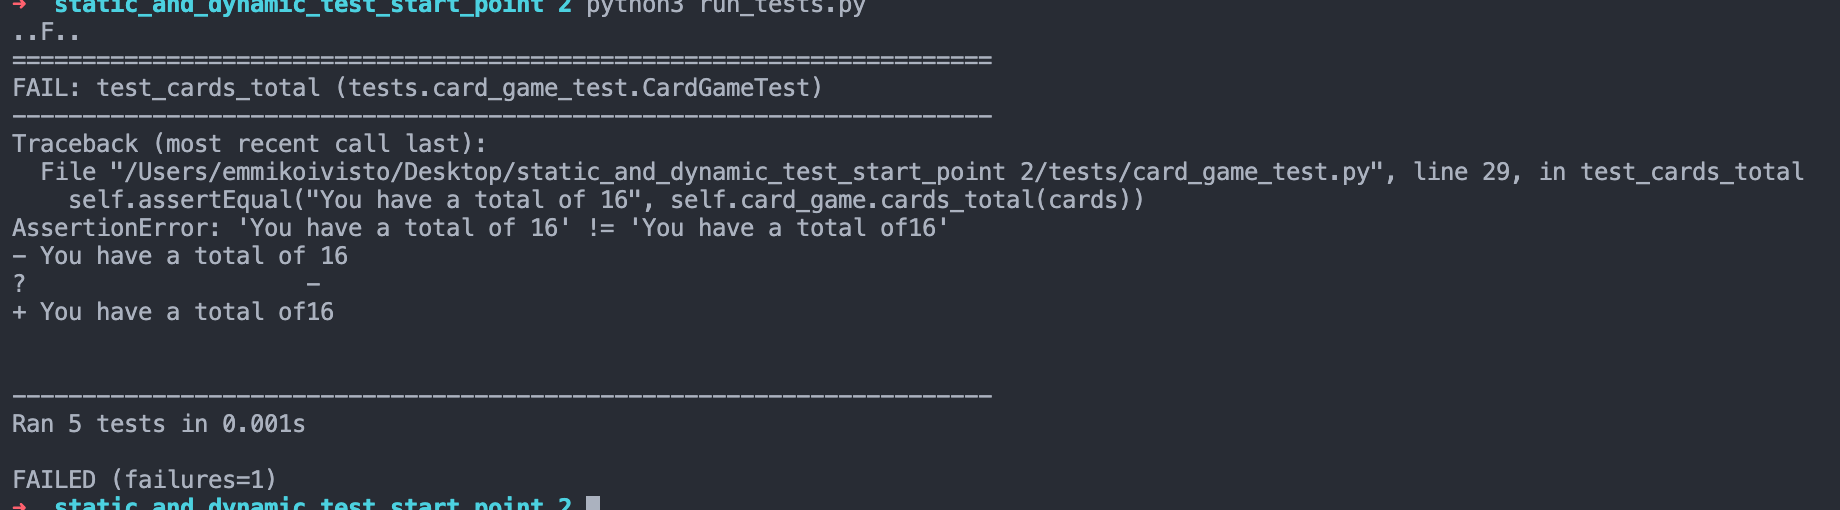 ➜  static_and_dynamic_test_start_point 2 python3 run_tests.py
..F..
======================================================================
FAIL: test_cards_total (tests.card_game_test.CardGameTest)
----------------------------------------------------------------------
Traceback (most recent call last):
  File "/Users/emmikoivisto/Desktop/static_and_dynamic_test_start_point 2/tests/card_game_test.py", line 29, in test_cards_total
    self.assertEqual("You have a total of 16", self.card_game.cards_total(cards))
AssertionError: 'You have a total of 16' != 'You have a total of16'
- You have a total of 16
?                    -
+ You have a total of16
----------------------------------------------------------------------
Ran 5 tests in 0.001s
FAILED (failures=1)
➜  static_and_dynamic_test_start_point 2